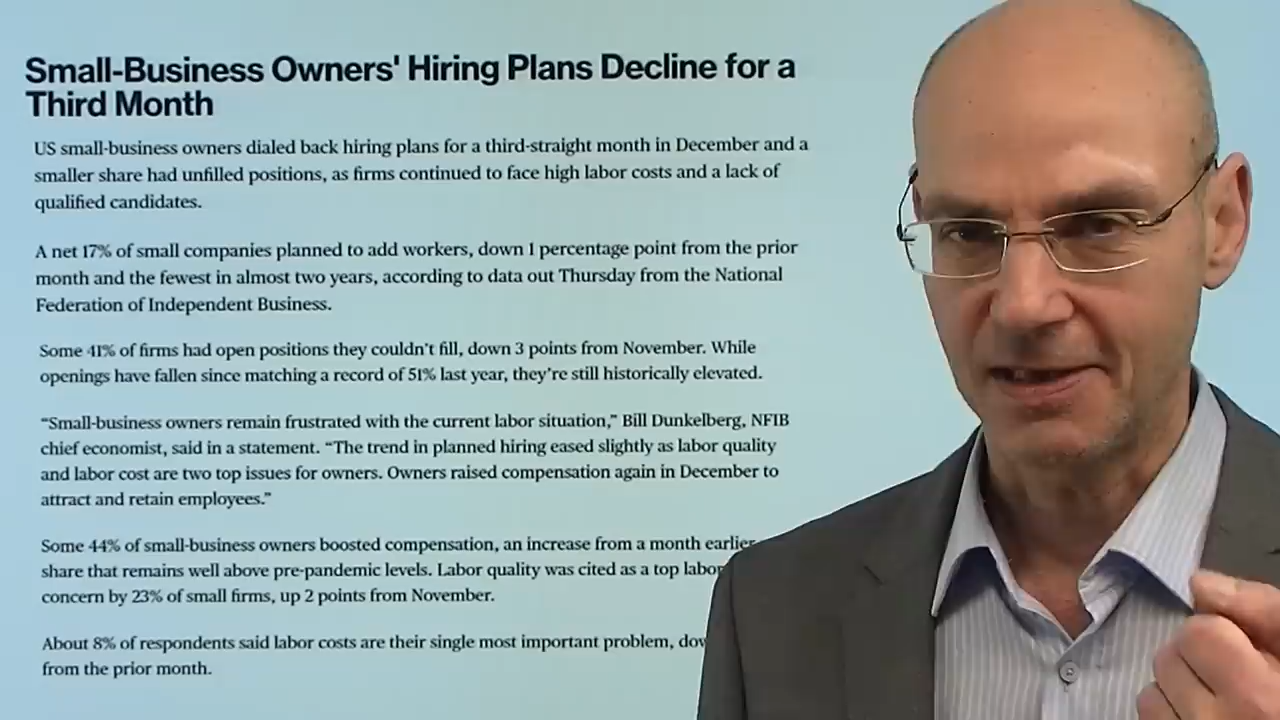 Small-Business Owners' Hiring Plans Decline for a
Third Month
US small-business owners dialed back hiring plans for a third-straight month in December and a
smaller share had unfilled positions, as firms continued to face high labor costs and a lack of
qualified candidates.
A net 17% of small companies planned to add workers, down 1 percentage point from the prior
month and the fewest in almost two years, according to data out Thursday from the National
Federation of Independent Business.
Some 41% of firms had open positions they couldn't fill, down 3 points from November. While
openings have fallen since matching a record of 51% last year, they're still historically elevated.
“Small-business owners remain frustrated with the current labor situation,” Bill Dunkelberg, NFIB
chief economist, said in a statement. “The trend in planned hiring eased slightly as labor quality
and labor cost are two top issues for owners. Owners raised compensation again in December to
attract and retain employees.”
Some 44% of small-business owners boosted compensation, an increase from a month earlier
share that remains well above pre-pandemic levels. Labor quality was cited as a top labor
concern by 23% of small firms, up 2 points from November.
About 8% of respondents said labor costs are their single most important problem,
from the prior month.